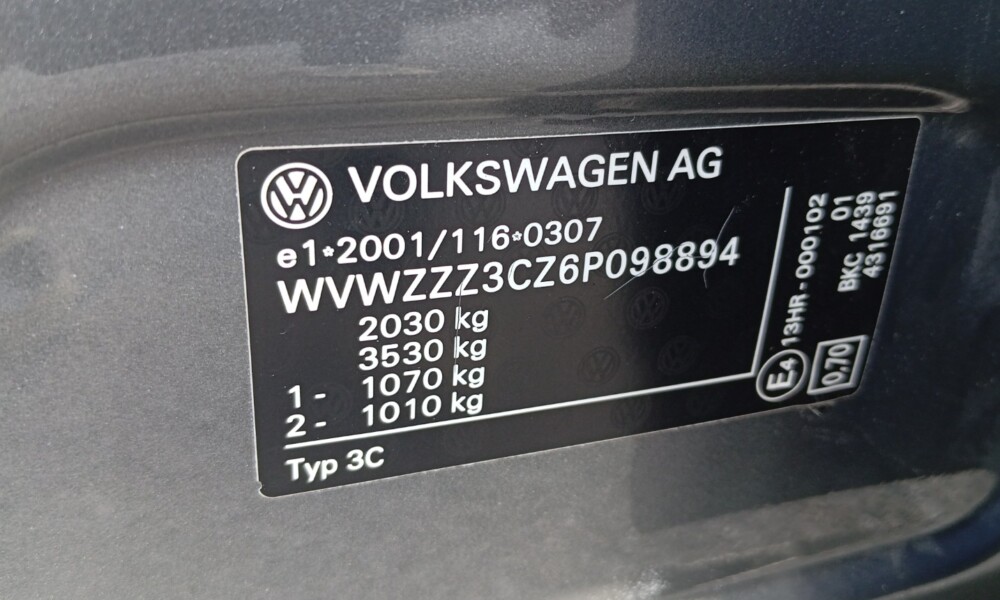 VOLKSWAGEN AG
e1*2001/116*0307
WVWZZZ3CZ6P098894
2030 kg
3530 kg
1 - 1070 kg
2 - 1010 kg
Typ 3C
E4
13HR-000102
01
BKC 1439
4316691
0,70